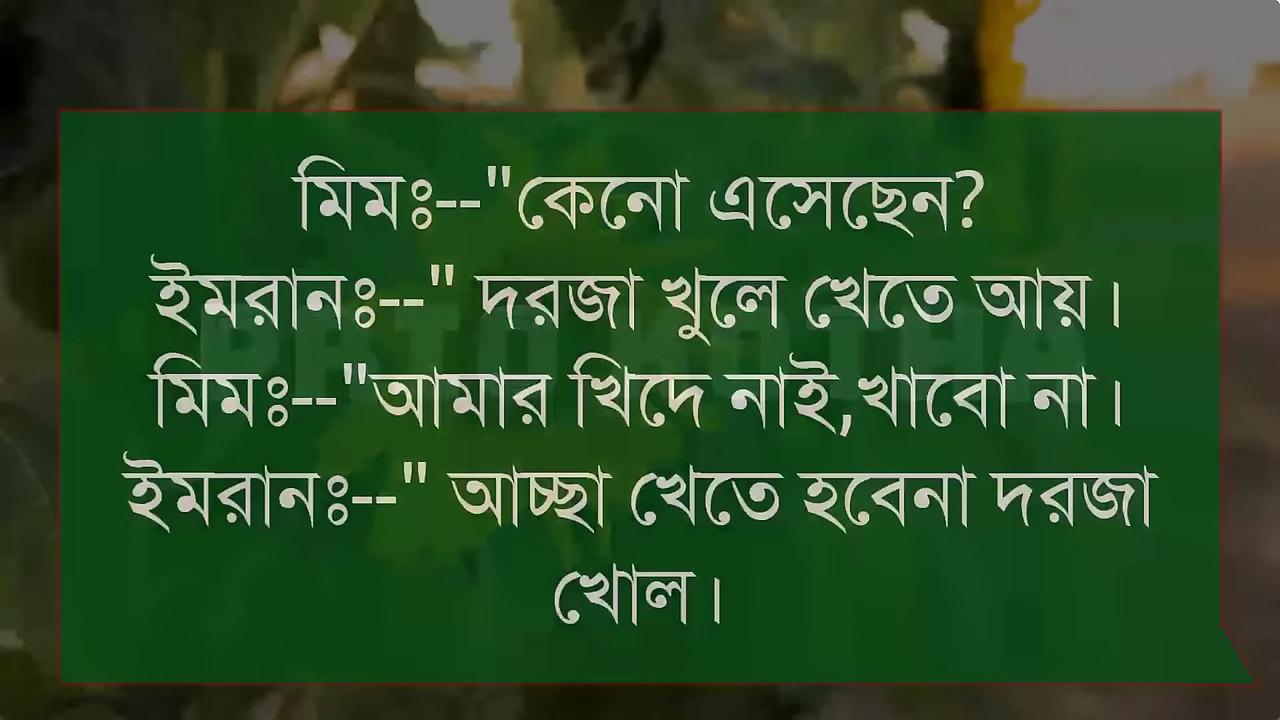 মিমঃ--"কেনো এসেছেন?
ইমরানঃ--" দরজা খুলে খেতে আয়।
মিমঃ--"আমার খিদে নাই,খাবো না।
ইমরানঃ--" আচ্ছা খেতে হবেনা দরজা
খোল।